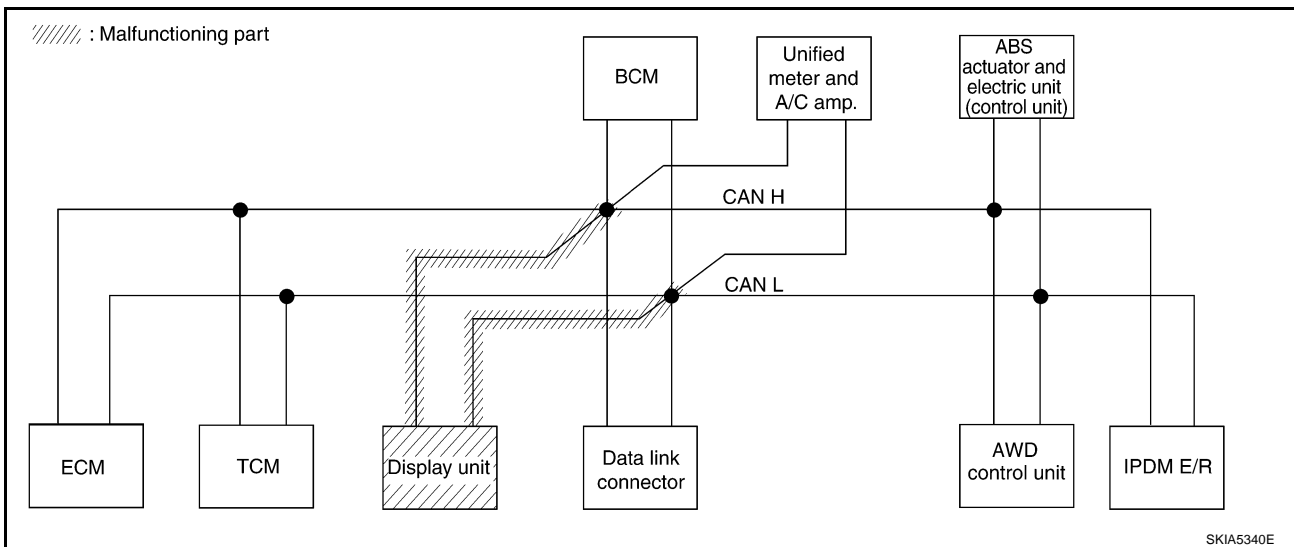 : Malfunctioning part
BCM
Unified
meter and
A/C amp.
ABS
actuator and
electric unit
(control unit)
CAN H
CAN L
ECM
TCM
Display unit
Data link
connector
AWD
control unit
IPDM E/R
SKIA5340E